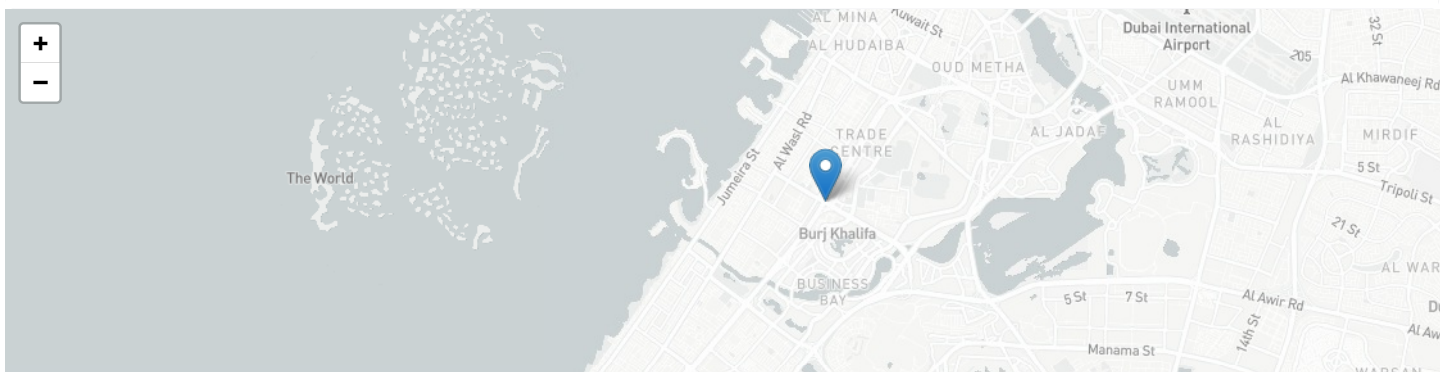 +
−
AL MINA
Kuwait St
AL HUDAIBA
OUD METHA
Dubai International
Airport
205
32 St
Al Khawaneej Rd
UMM
RAMOOL
AL
RASHIDIYA
MIRDIF
AL JADAF
TRADE
CENTRE
Al Wasl Rd
Jumeira St
The World
5 St
Tripoli St
21 St
Burj Khalifa
BUSINESS
BAY
AL WAR
5 St
7 St
Al Awir Rd
14th St
Manama St
Al Aw